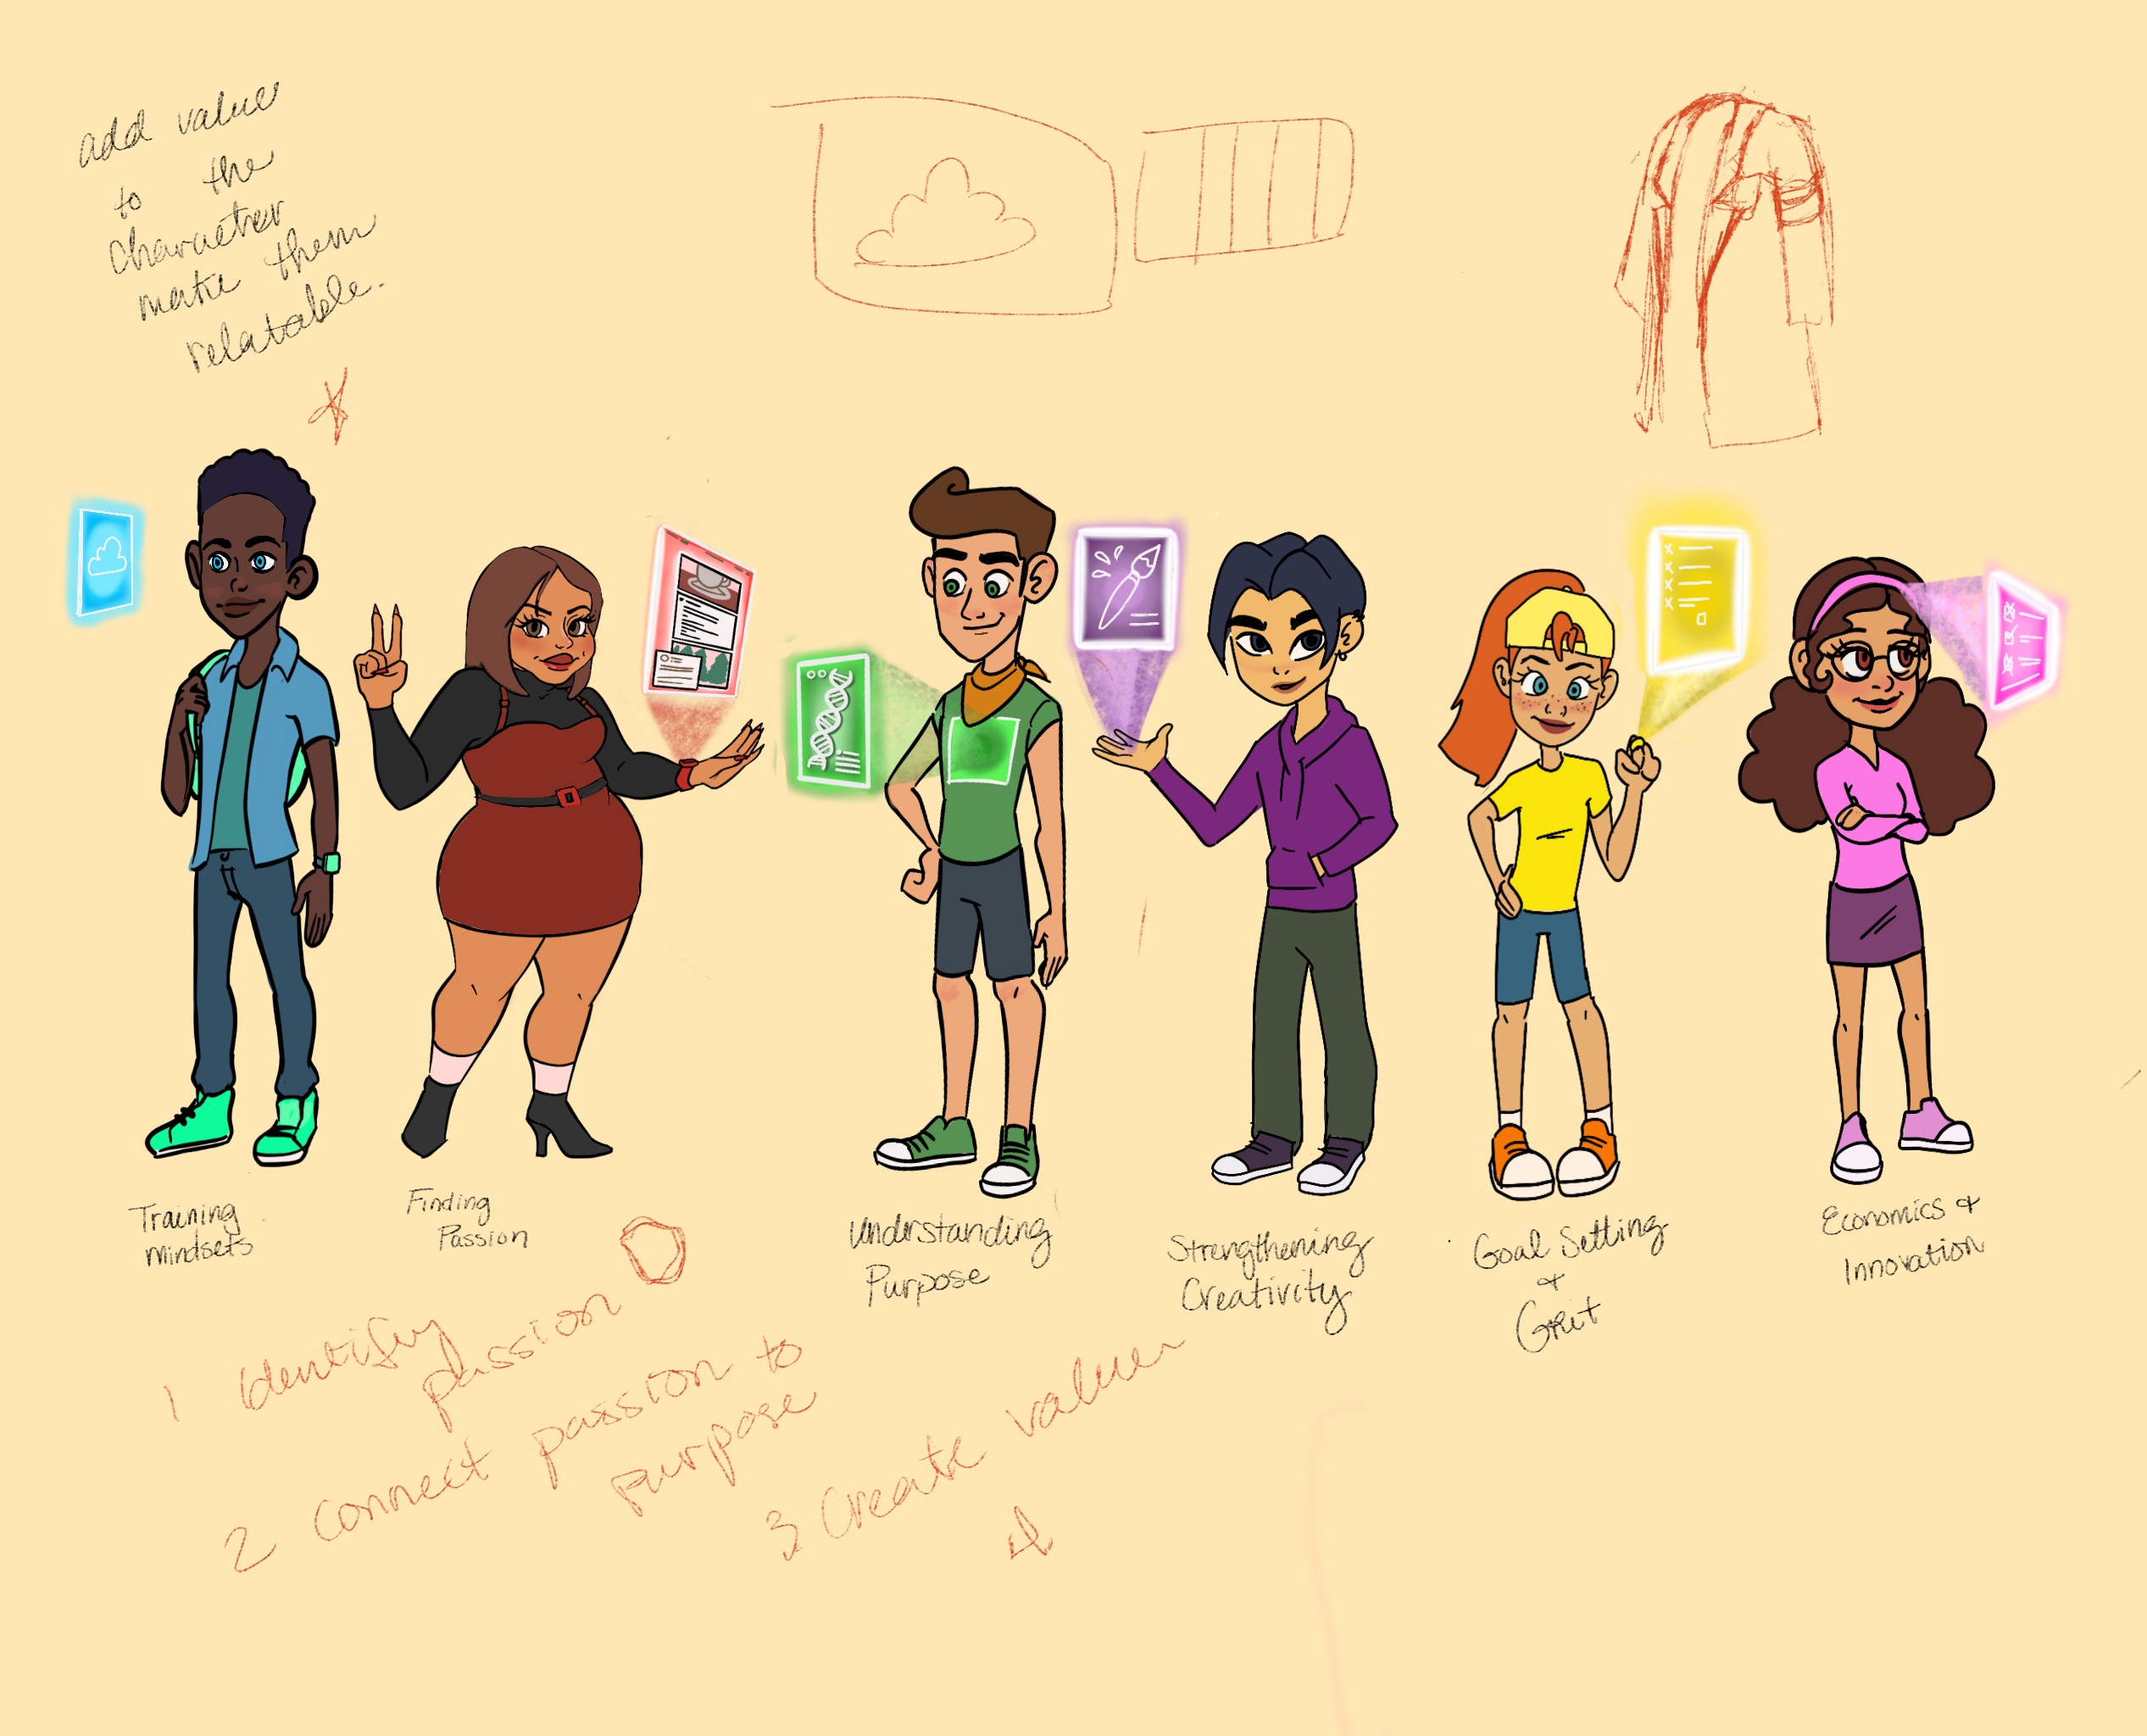 add value
to the
character
make them
relatable.
Training
mindsets
Finding
Passion
Understanding
Purpose
Strengthening
Creativity
Goal Setting
+
Grit
Economics +
Innovation
1 Identify
passion
2 Connect passion to
purpose
3 Create value
4